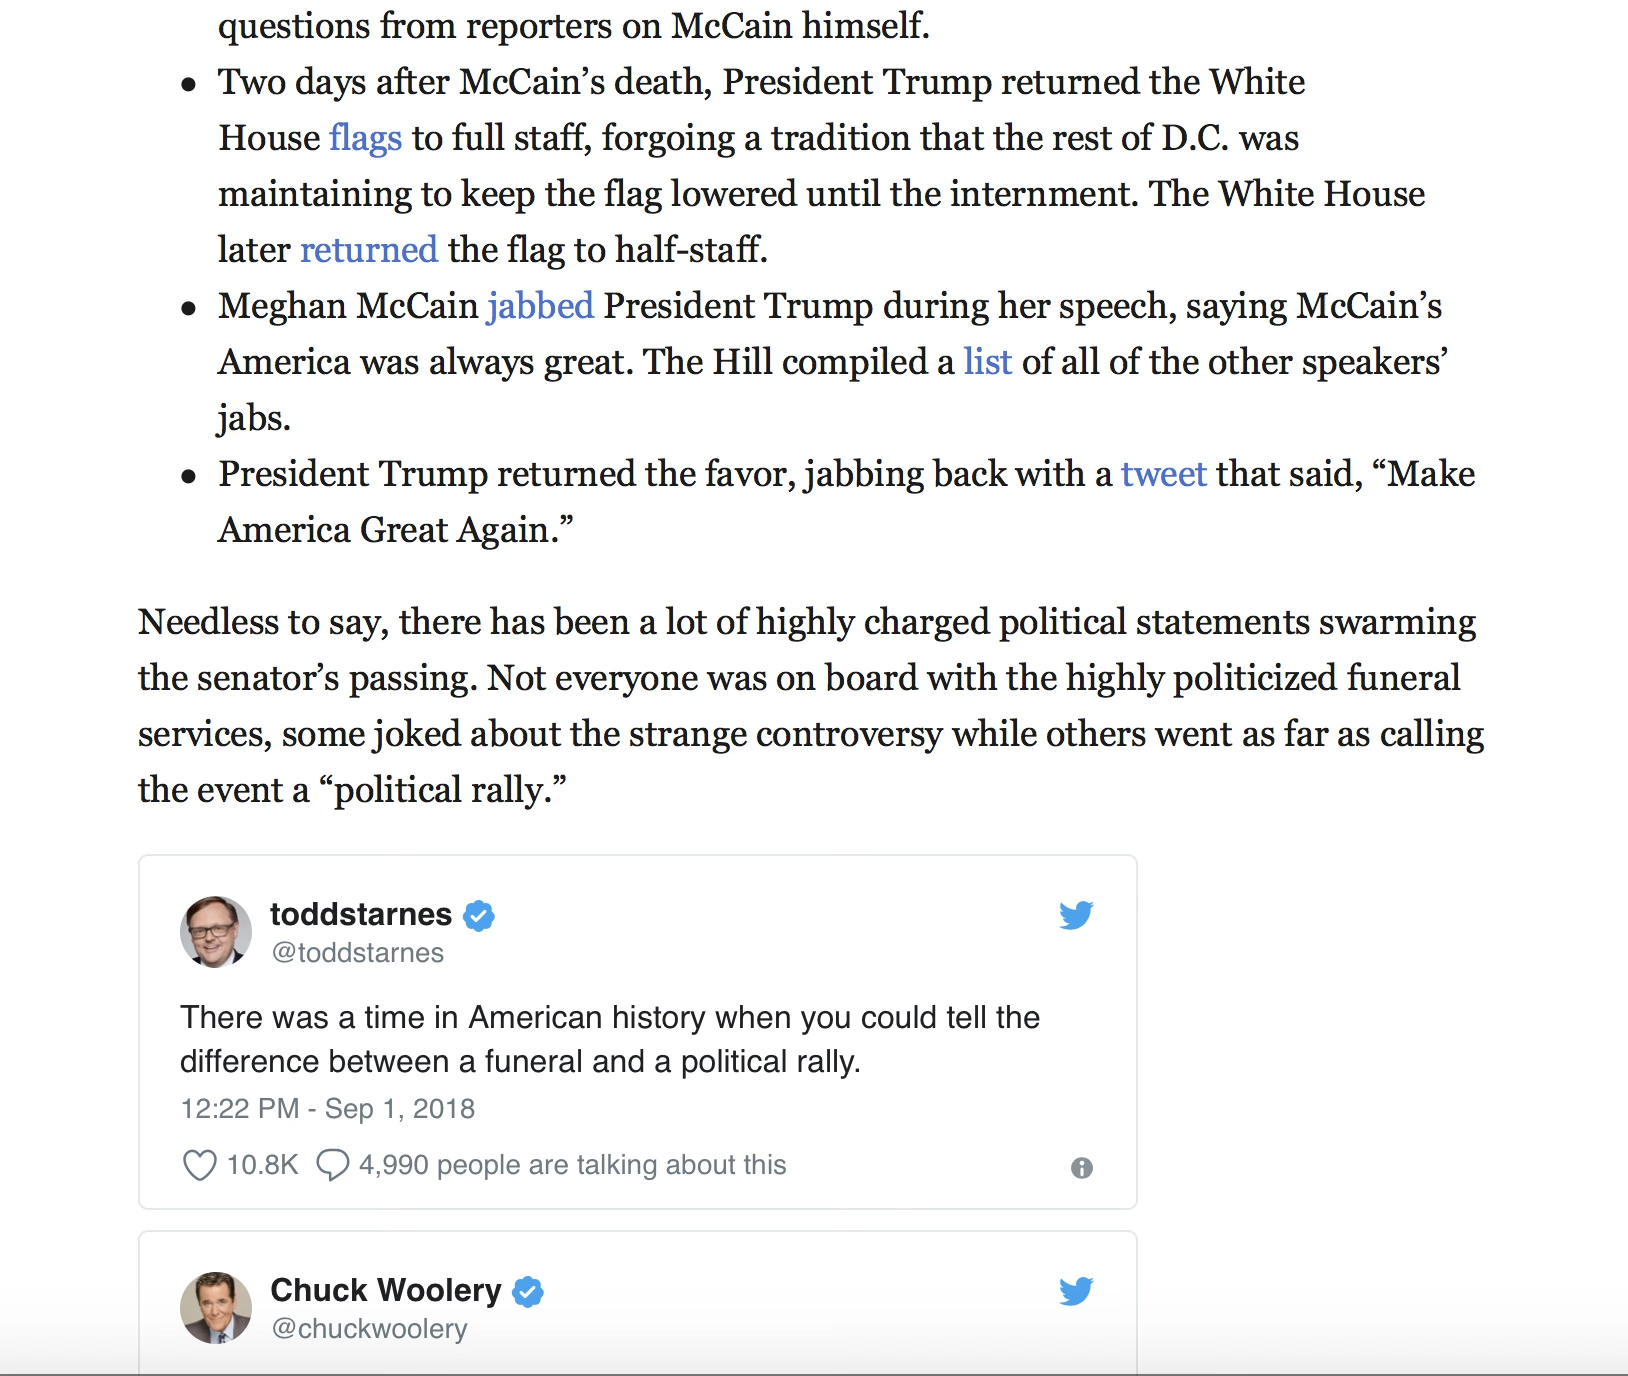 questions from reporters on McCain himself.
• Two days after McCain’s death, President Trump returned the White
House flags to full staff, forgoing a tradition that the rest of D.C. was
maintaining to keep the flag lowered until the internment. The White House
later returned the flag to half-staff.
• Meghan McCain jabbed President Trump during her speech, saying McCain’s
America was always great. The Hill compiled a list of all of the other speakers’
jabs.
• President Trump returned the favor, jabbing back with a tweet that said, “Make
America Great Again.”
Needless to say, there has been a lot of highly charged political statements swarming
the senator’s passing. Not everyone was on board with the highly politicized funeral
services, some joked about the strange controversy while others went as far as calling
the event a “political rally.”
toddstarnes
@toddstarnes
There was a time in American history when you could tell the
difference between a funeral and a political rally.
12:22 PM - Sep 1, 2018
10.8K 4,990 people are talking about this
Chuck Woolery
@chuckwoolery